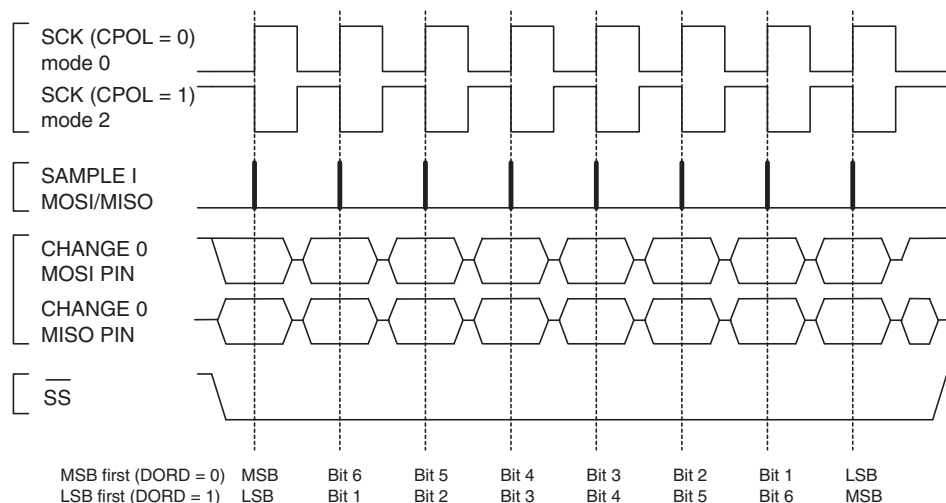 SCK (CPOL = 0)
mode 0
SCK (CPOL = 1)
mode 2
SAMPLE I
MOSI/MISO
CHANGE 0
MOSI PIN
CHANGE 0
MISO PIN
SS
MSB first (DORD = 0) MSB Bit 6 Bit 5 Bit 4 Bit 3 Bit 2 Bit 1 LSB
LSB first (DORD = 1) LSB Bit 1 Bit 2 Bit 3 Bit 4 Bit 5 Bit 6 MSB